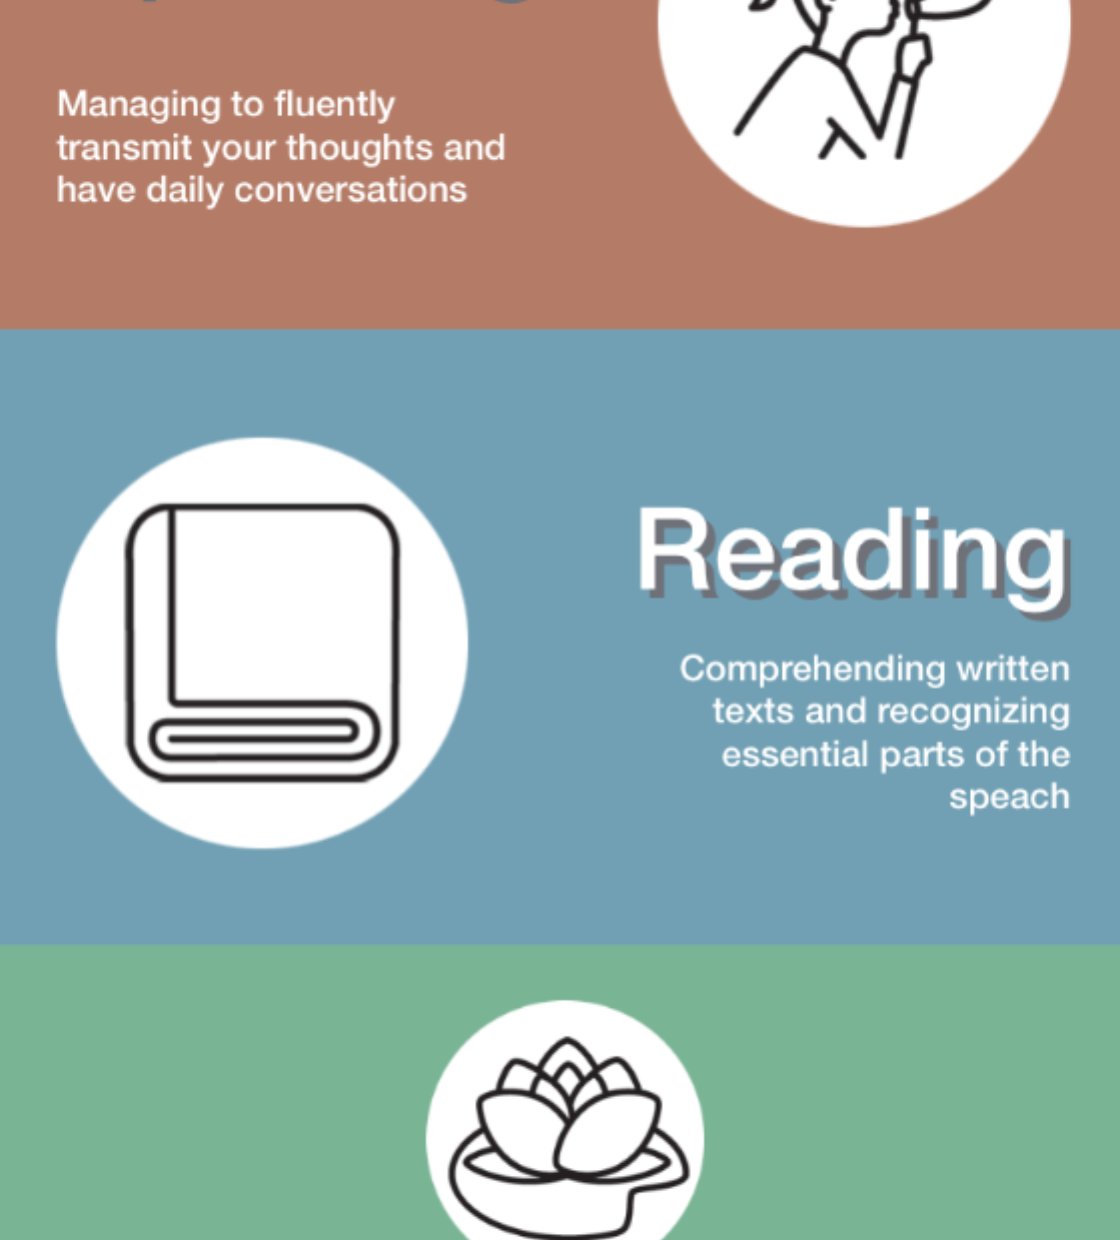 Managing to fluently
transmit your thoughts and
have daily conversations
Reading
Comprehending written
texts and recognizing
essential parts of the
speach